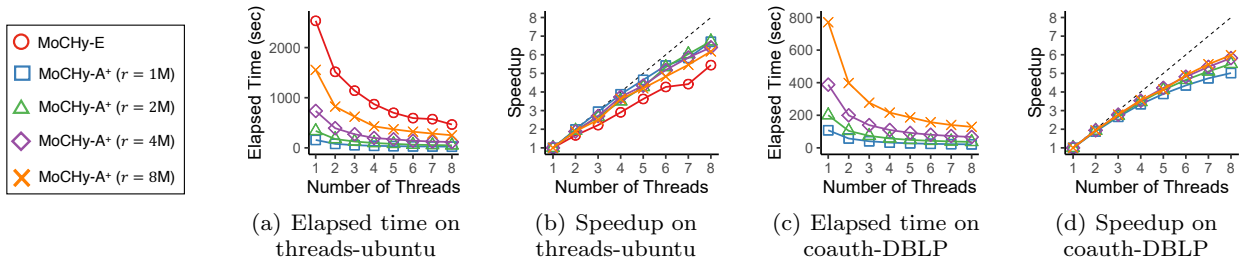 MoCHy-E
MoCHy-A⁺ (r = 1M)
MoCHy-A⁺ (r = 2M)
MoCHy-A⁺ (r = 4M)
MoCHy-A⁺ (r = 8M)
Elapsed Time (sec)
2000
1000
0
1 2 3 4 5 6 7 8
Number of Threads
(a) Elapsed time on
threads-ubuntu
Speedup
8
7
6
5
4
3
2
1
1 2 3 4 5 6 7 8
Number of Threads
(b) Speedup on
threads-ubuntu
Elapsed Time (sec)
800
600
400
200
0
1 2 3 4 5 6 7 8
Number of Threads
(c) Elapsed time on
coauth-DBLP
Speedup
8
7
6
5
4
3
2
1
1 2 3 4 5 6 7 8
Number of Threads
(d) Speedup on
coauth-DBLP